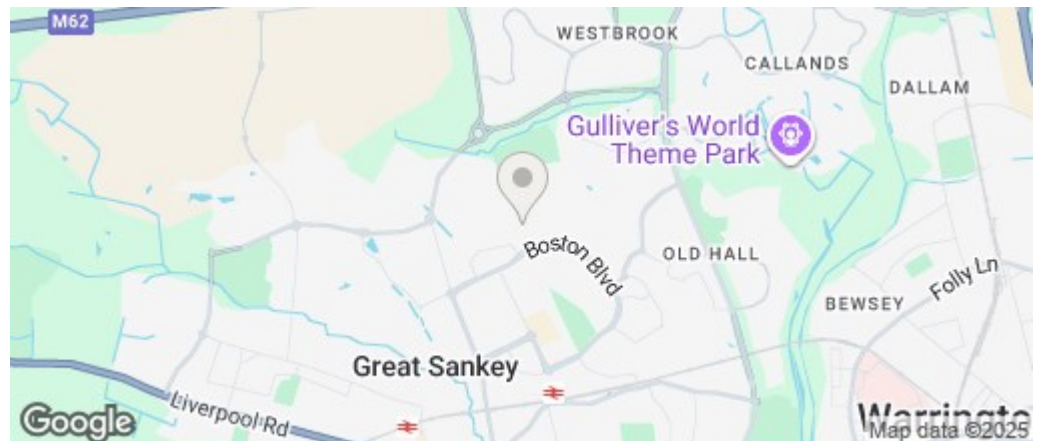 M62
WESTBROOK
CALLANDS
DALLAM
Gulliver's World
Theme Park
Boston Blvd
OLD HALL
Folly Ln
BEWSEY
Great Sankey
Liverpool Rd
Warringto
Google
Map data ©2025